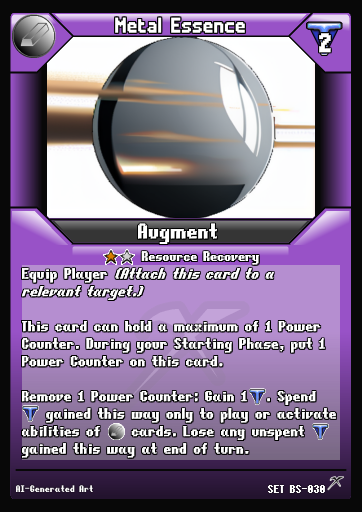 Metal Essence
2
Augment
Resource Recovery
Equip Player (Attach this card to a
relevant target.)
This card can hold a maximum of 1 Power
Counter. During your Starting Phase, put 1
Power Counter on this card.
Remove 1 Power Counter: Gain 1. Spend
gained this way only to play or activate
abilities of cards. Lose any unspent
gained this way at end of turn.
AI-Generated Art
SET BS-030